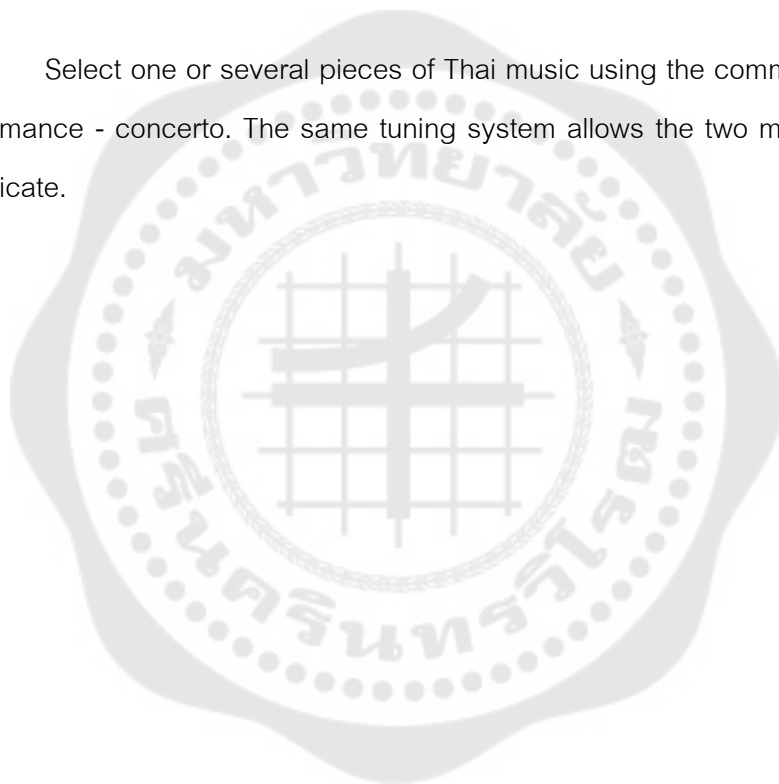 Select one or several pieces of Thai music using the comm
mance - concerto. The same tuning system allows the two m
icate.
มหาวิทยาลัย
ศรีนครินทรวิโรฒ